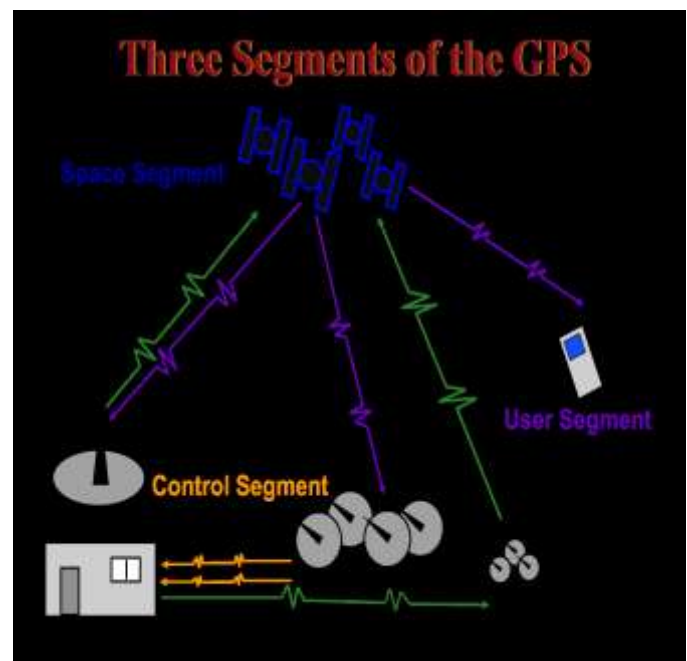 Three Segments of the GPS
Space Segment
User Segment
Control Segment